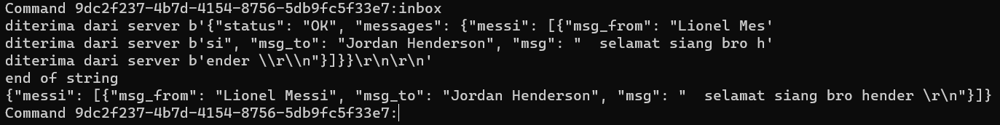 Command 9dc2f237-4b7d-4154-8756-5db9fc5f33e7:inbox
diterima dari server b'{"status": "OK", "messages": {"messi": [{"msg_from": "Lionel Mes'
diterima dari server b'si", "msg_to": "Jordan Henderson", "msg": "  selamat siang bro h'
diterima dari server b'ender \\r\\n"}]}}\r\n\r\n'
end of string
{"messi": [{"msg_from": "Lionel Messi", "msg_to": "Jordan Henderson", "msg": "  selamat siang bro hender \r\n"}]}
Command 9dc2f237-4b7d-4154-8756-5db9fc5f33e7: